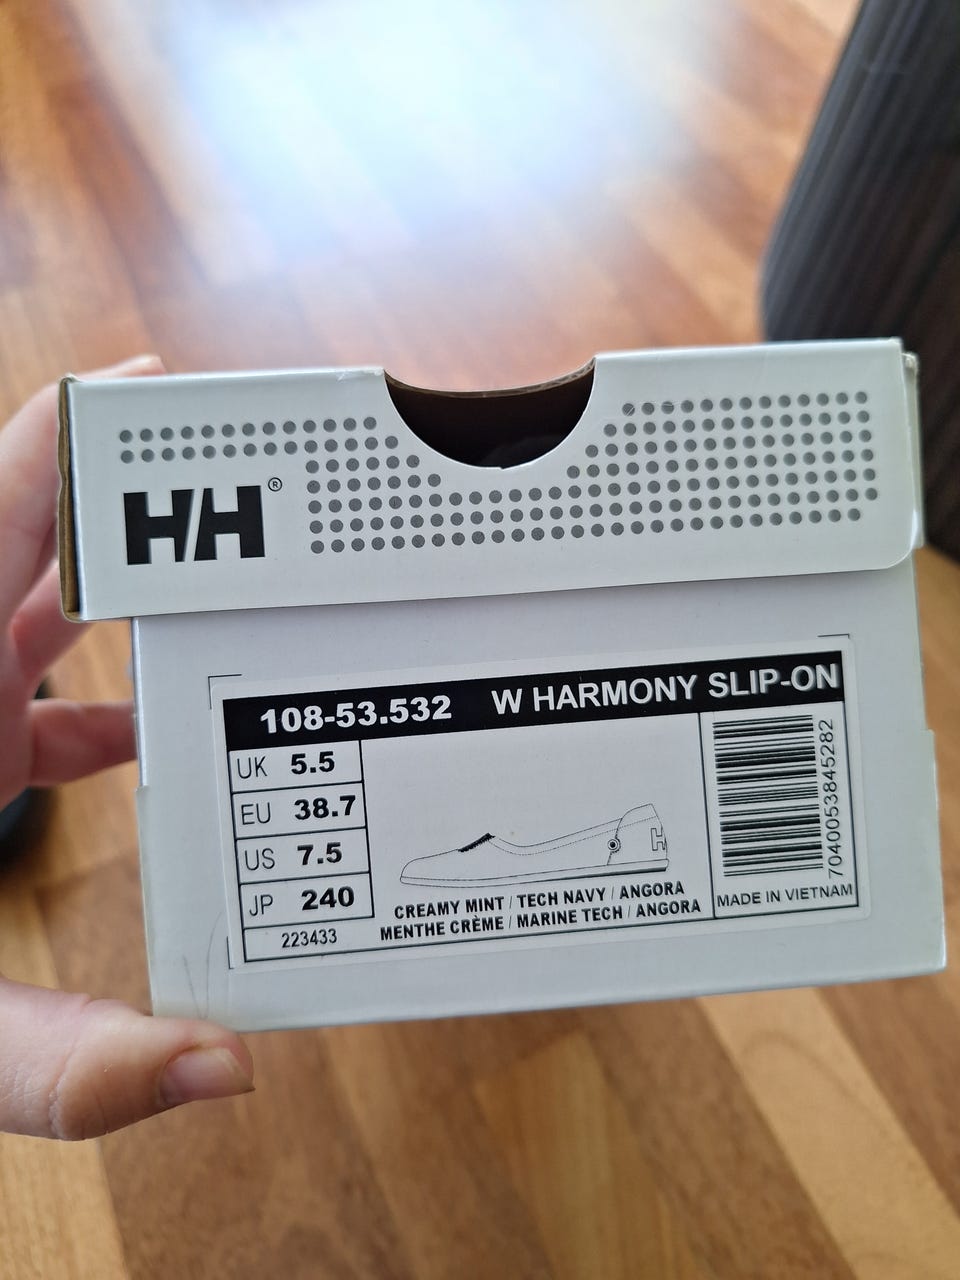 H/H®
108-53.532 W HARMONY SLIP-ON
UK 5.5
EU 38.7
US 7.5
JP 240
223433
H
CREAMY MINT / TECH NAVY / ANGORA
MENTHE CRÈME / MARINE TECH / ANGORA
7040053845282
MADE IN VIETNAM